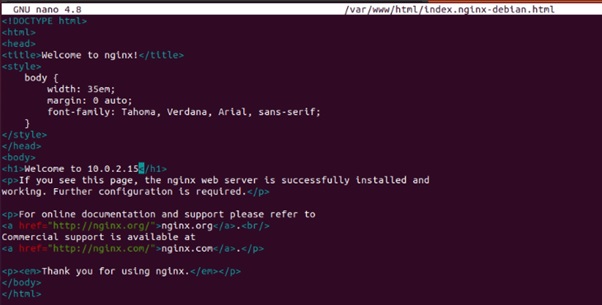 GNU nano 4.8 /var/www/html/index.nginx-debian.html
<!DOCTYPE html>
<html>
<head>
<title>Welcome to nginx!</title>
<style>
    body {
        width: 35em;
        margin: 0 auto;
        font-family: Tahoma, Verdana, Arial, sans-serif;
    }
</style>
</head>
<body>
<h1>Welcome to 10.0.2.15</h1>
<p>If you see this page, the nginx web server is successfully installed and
working. Further configuration is required.</p>

<p>For online documentation and support please refer to
<a href="http://nginx.org/">nginx.org</a>.<br/>
Commercial support is available at
<a href="http://nginx.com/">nginx.com</a>.</p>

<p><em>Thank you for using nginx.</em></p>
</body>
</html>